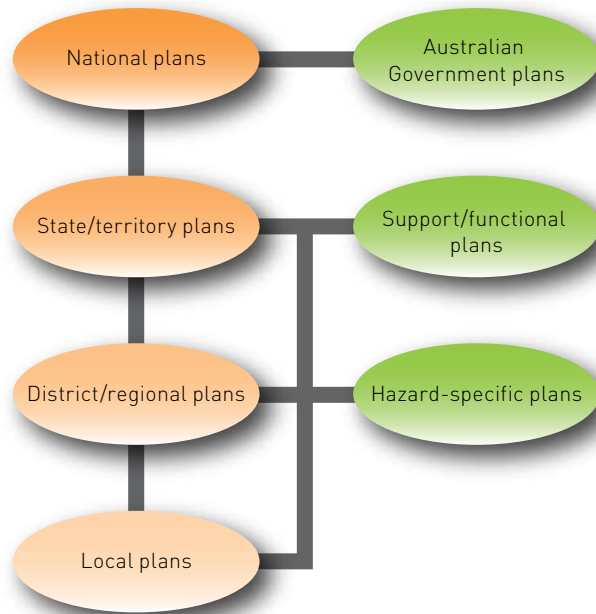 National plans
Australian
Government plans
State/territory plans
Support/functional
plans
District/regional plans
Hazard-specific plans
Local plans